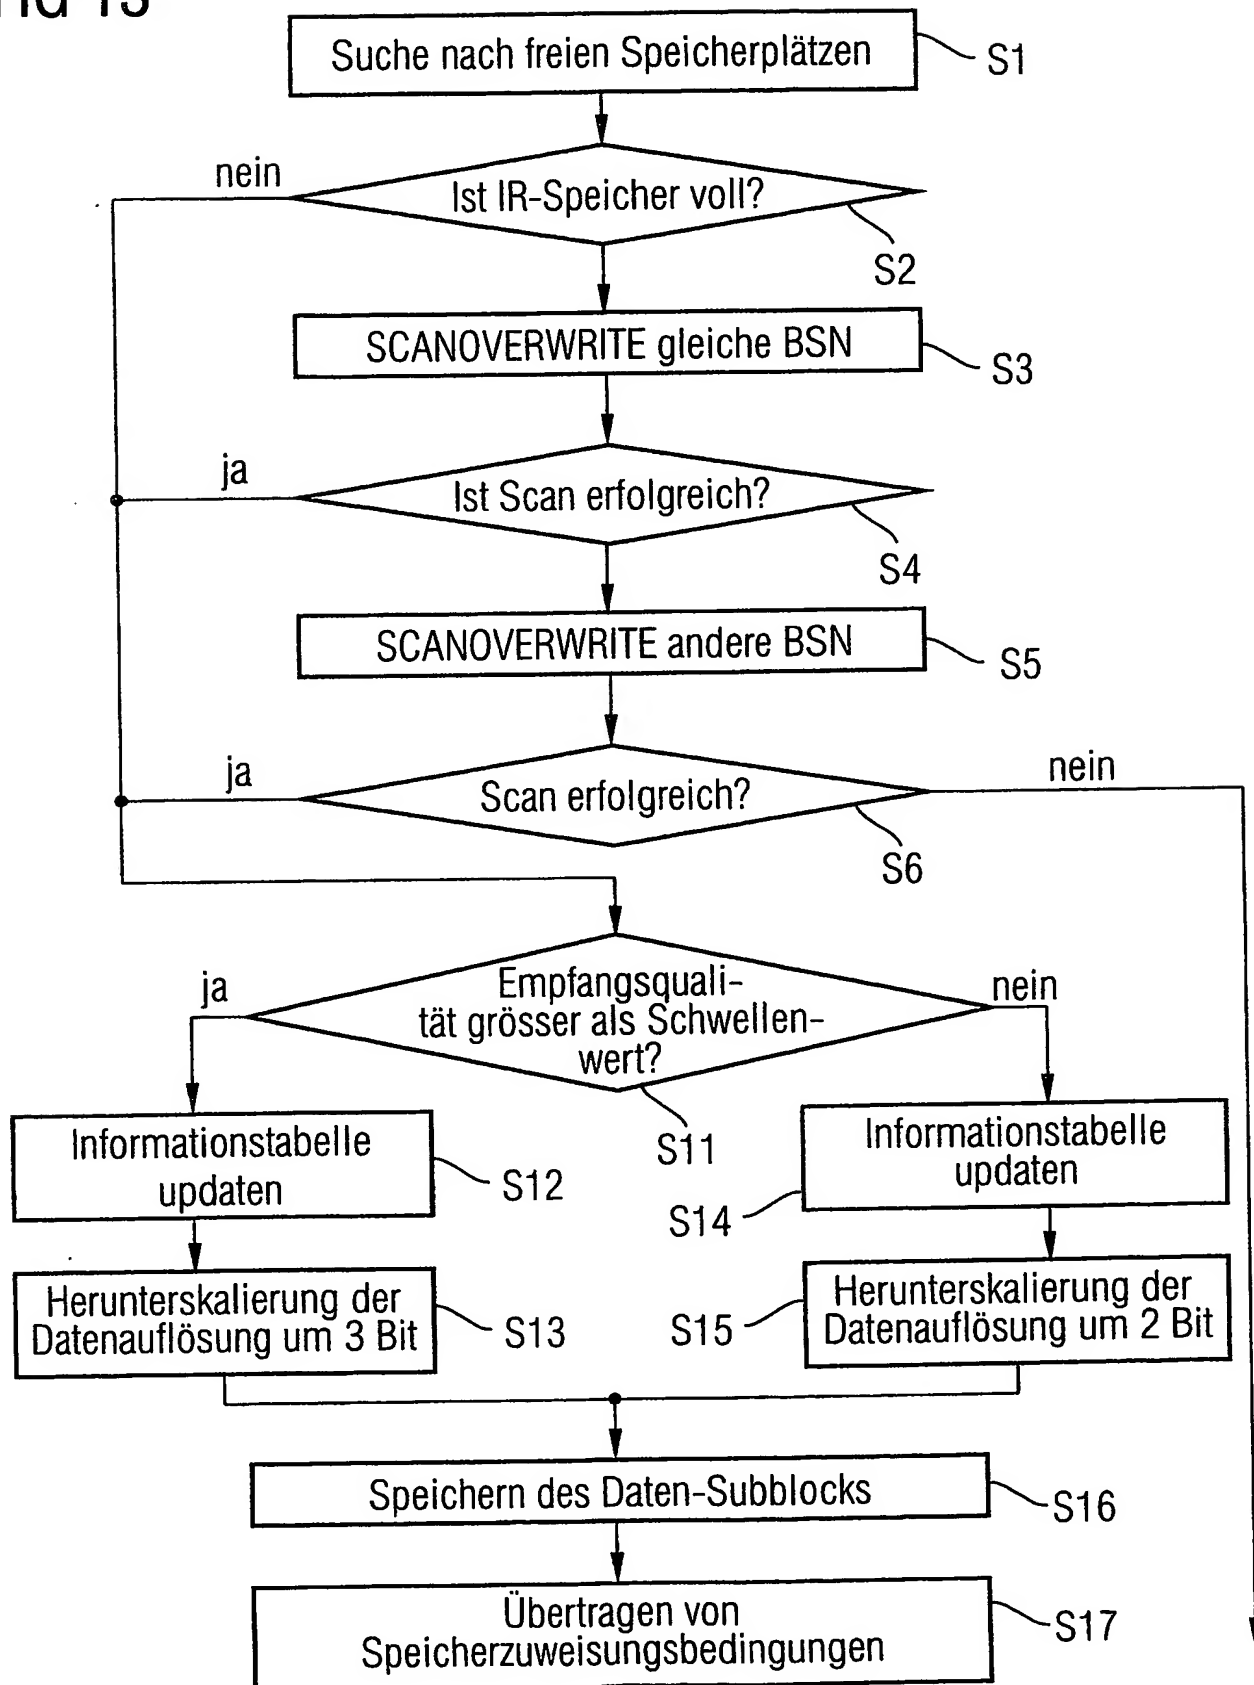 Suche nach freien Speicherplätzen
S1
nein
Ist IR-Speicher voll?
S2
SCANOVERWRITE gleiche BSN
S3
ja
Ist Scan erfolgreich?
S4
SCANOVERWRITE andere BSN
S5
ja
Scan erfolgreich?
nein
S6
ja
Empfangsquali-
tät grösser als Schwellen-
wert?
nein
S11
Informationstabelle
updaten
S12
Informationstabelle
updaten
S14
Herunterskalierung der
Datenauflösung um 3 Bit
S13
Herunterskalierung der
Datenauflösung um 2 Bit
S15
Speichern des Daten-Subblocks
S16
Übertragen von
Speicherzuweisungsbedingungen
S17